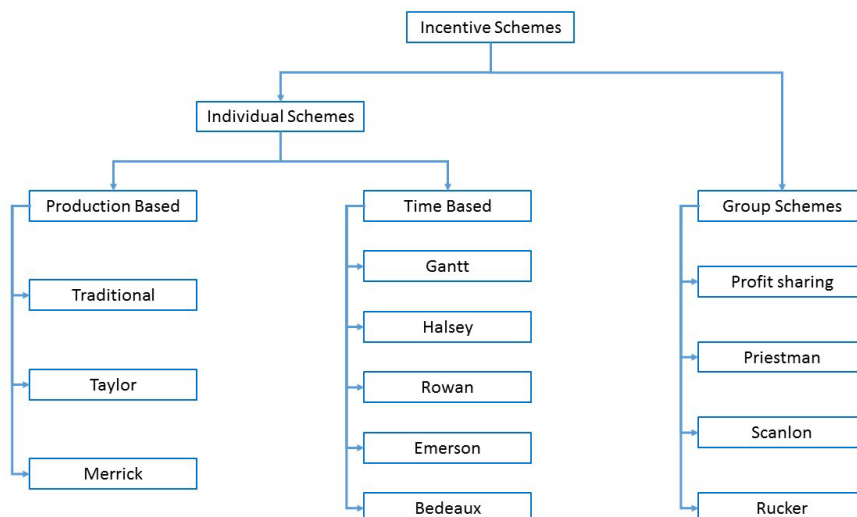 Incentive Schemes
Individual Schemes
Production Based
Time Based
Group Schemes
Traditional
Taylor
Merrick
Gantt
Halsey
Rowan
Emerson
Bedeaux
Profit sharing
Priestman
Scanlon
Rucker